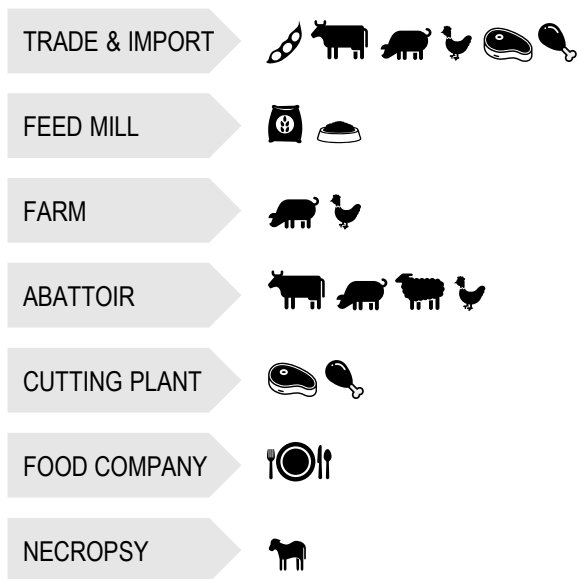 TRADE & IMPORT
FEED MILL
FARM
ABATTOIR
CUTTING PLANT
FOOD COMPANY
NECROPSY